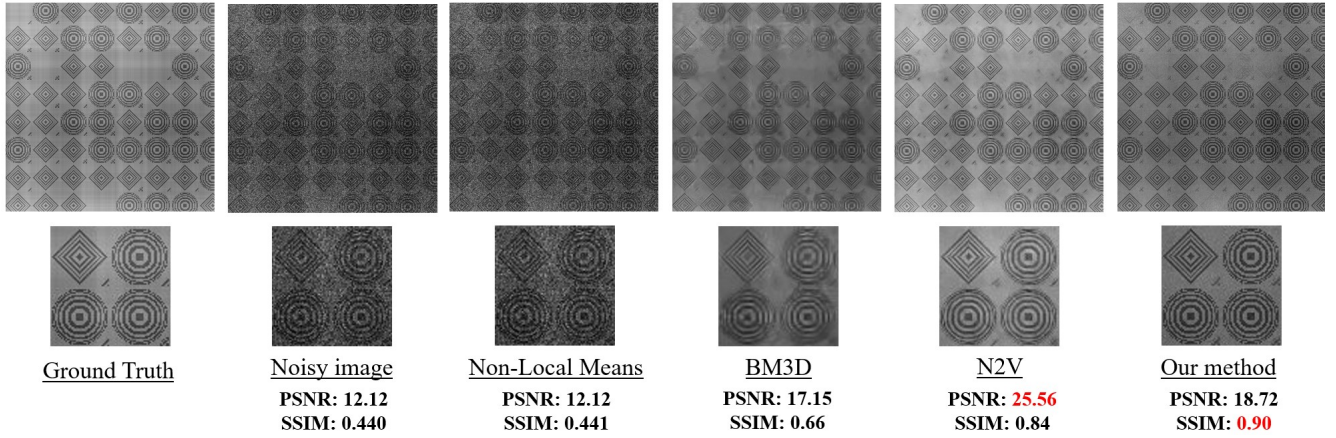 Ground Truth
Noisy image
PSNR: 12.12
SSIM: 0.440
Non-Local Means
PSNR: 12.12
SSIM: 0.441
BM3D
PSNR: 17.15
SSIM: 0.66
N2V
PSNR: 25.56
SSIM: 0.84
Our method
PSNR: 18.72
SSIM: 0.90